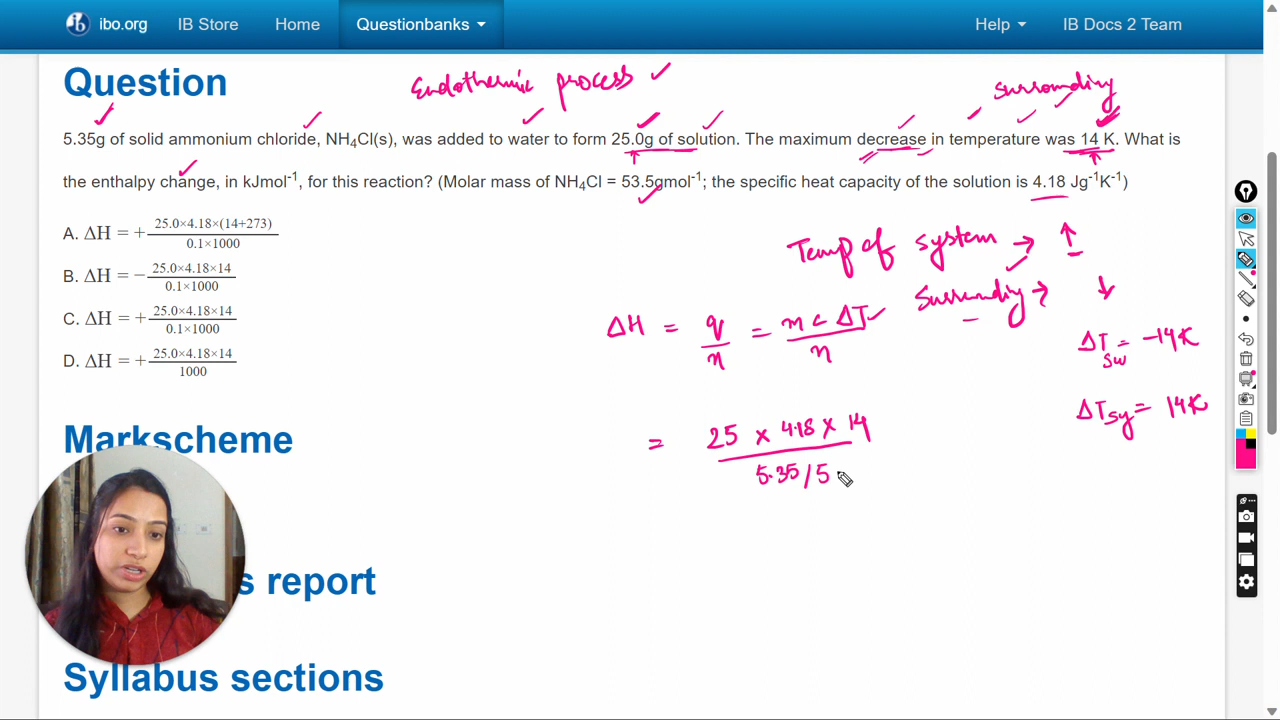 ibo.org IB Store Home Questionbanks Help IB Docs 2 Team
Question
Endothermic process ✓
surrounding
5.35g of solid ammonium chloride, NH₄Cl(s), was added to water to form 25.0g of solution. The maximum decrease in temperature was 14 K. What is
the enthalpy change, in kJmol⁻¹, for this reaction? (Molar mass of NH₄Cl = 53.5gmol⁻¹; the specific heat capacity of the solution is 4.18 Jg⁻¹K⁻¹)
A. ΔH = + 25.0×4.18×(14+273) / 0.1×1000
B. ΔH = − 25.0×4.18×14 / 0.1×1000
C. ΔH = + 25.0×4.18×14 / 0.1×1000
D. ΔH = + 25.0×4.18×14 / 1000
Temp of system → ↑
Surrounding → ↓
ΔH = q / n = m c ΔT / n
ΔT sur = -14K
ΔT sy = 14K
= 25 × 4.18 × 14 / 5.35/5
Markscheme
s report
Syllabus sections